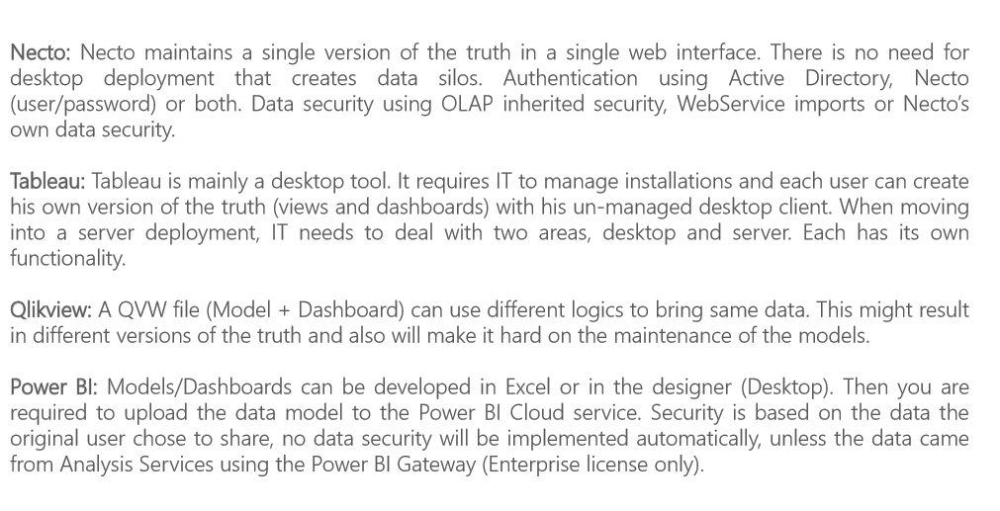 Necto: Necto maintains a single version of the truth in a single web interface. There is no need for
desktop deployment that creates data silos. Authentication using Active Directory, Necto
(user/password) or both. Data security using OLAP inherited security, WebService imports or Necto's
own data security.
Tableau: Tableau is mainly a desktop tool. It requires IT to manage installations and each user can create
his own version of the truth (views and dashboards) with his un-managed desktop client. When moving
into a server deployment, IT needs to deal with two areas, desktop and server. Each has its own
functionality.
Qlikview: A QVW file (Model + Dashboard) can use different logics to bring same data. This might result
in different versions of the truth and also will make it hard on the maintenance of the models.
Power BI: Models/Dashboards can be developed in Excel or in the designer (Desktop). Then you are
required to upload the data model to the Power BI Cloud service. Security is based on the data the
original user chose to share, no data security will be implemented automatically, unless the data came
from Analysis Services using the Power BI Gateway (Enterprise license only).